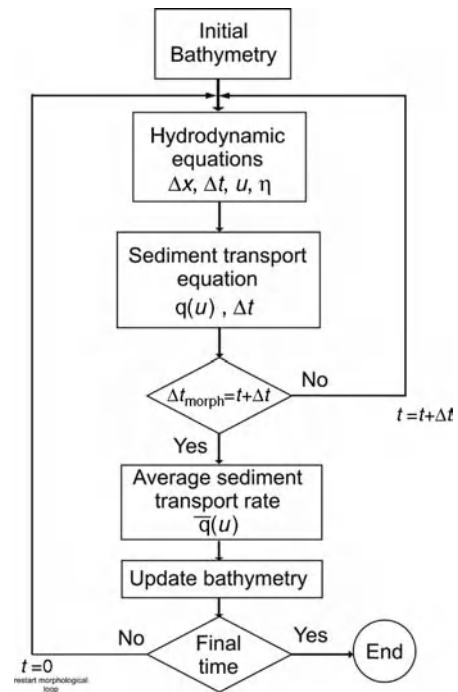 Initial
Bathymetry
Hydrodynamic
equations
Δx, Δt, u, η
Sediment transport
equation
q(u) , Δt
Δt_morph=t+Δt
No
t=t+Δt
Yes
Average sediment
transport rate
q̅(u)
Update bathymetry
No
Final
time
Yes
End
t=0
restart morphological
loop